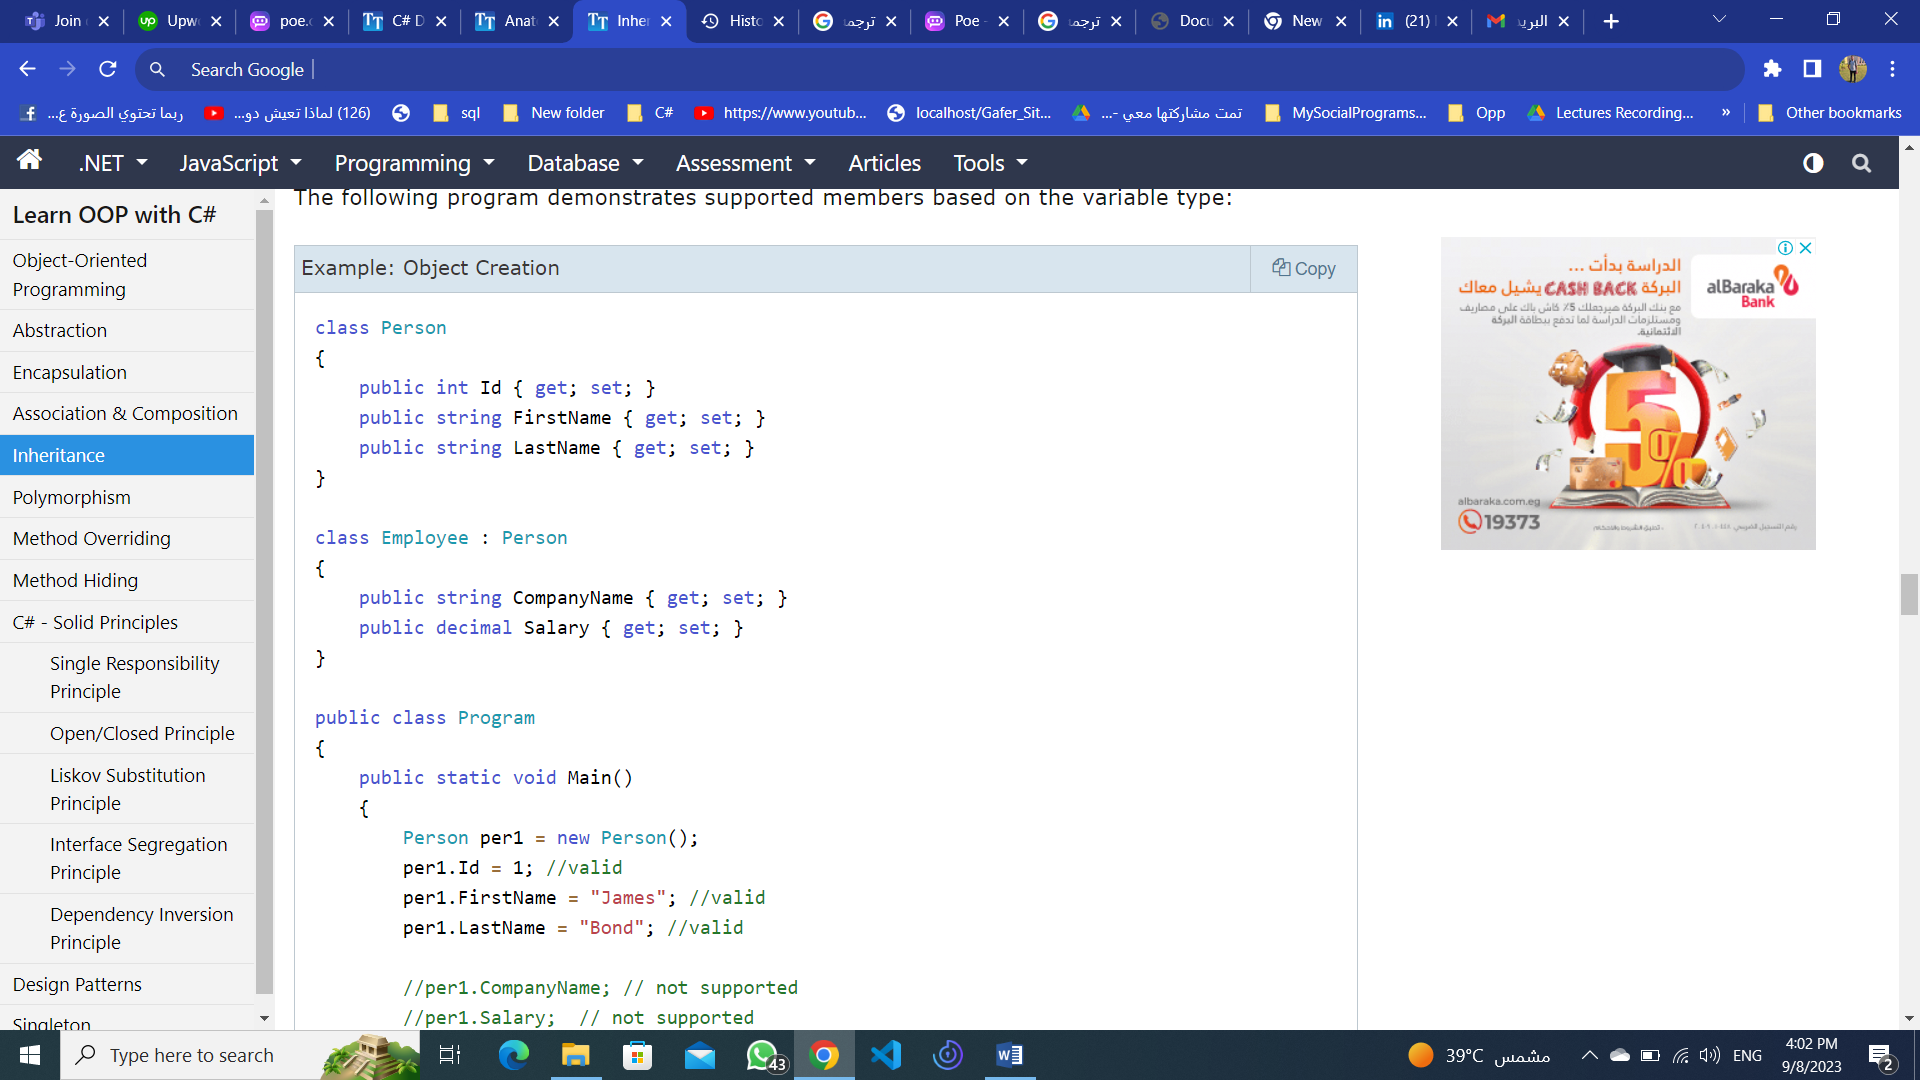 Join
Upw
poe.c
C# D
Anat
Inher
Histo
ترجمة
Poe -
ترجمة
Docu
New
(21)
البريد
Search Google
ربما تحتوي الصورة ع...
(126) لماذا تعيش دو...
sql
New folder
C#
https://www.youtub...
localhost/Gafer_Sit...
تمت مشاركتها معي -...
MySocialPrograms...
Opp
Lectures Recording...
»
Other bookmarks
.NET
JavaScript
Programming
Database
Assessment
Articles
Tools
Learn OOP with C#
Object-Oriented
Programming
Abstraction
Encapsulation
Association & Composition
Inheritance
Polymorphism
Method Overriding
Method Hiding
C# - Solid Principles
Single Responsibility
Principle
Open/Closed Principle
Liskov Substitution
Principle
Interface Segregation
Principle
Dependency Inversion
Principle
Design Patterns
Singleton
The following program demonstrates supported members based on the variable type:
Example: Object Creation
Copy
class Person
{
public int Id { get; set; }
public string FirstName { get; set; }
public string LastName { get; set; }
}
class Employee : Person
{
public string CompanyName { get; set; }
public decimal Salary { get; set; }
}
public class Program
{
public static void Main()
{
Person per1 = new Person();
per1.Id = 1; //valid
per1.FirstName = "James"; //valid
per1.LastName = "Bond"; //valid
//per1.CompanyName; // not supported
//per1.Salary;  // not supported
الدراسة بدأت ...
البركة CASH BACK يشيل معاك
مع بنك البركة هيرجعلك 5٪ كاش باك على مصاريف
ومستلزمات الدراسة لما تدفع ببطاقة البركة
الائتمانية.
alBaraka
Bank
5%
albaraka.com.eg
19373
Type here to search
43
39°C مشمس
ENG
4:02 PM
9/8/2023
2